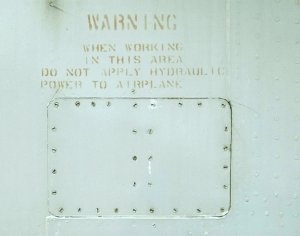 WARNING
WHEN WORKING
IN THIS AREA
DO NOT APPLY HYDRAULIC
POWER TO AIRPLANE